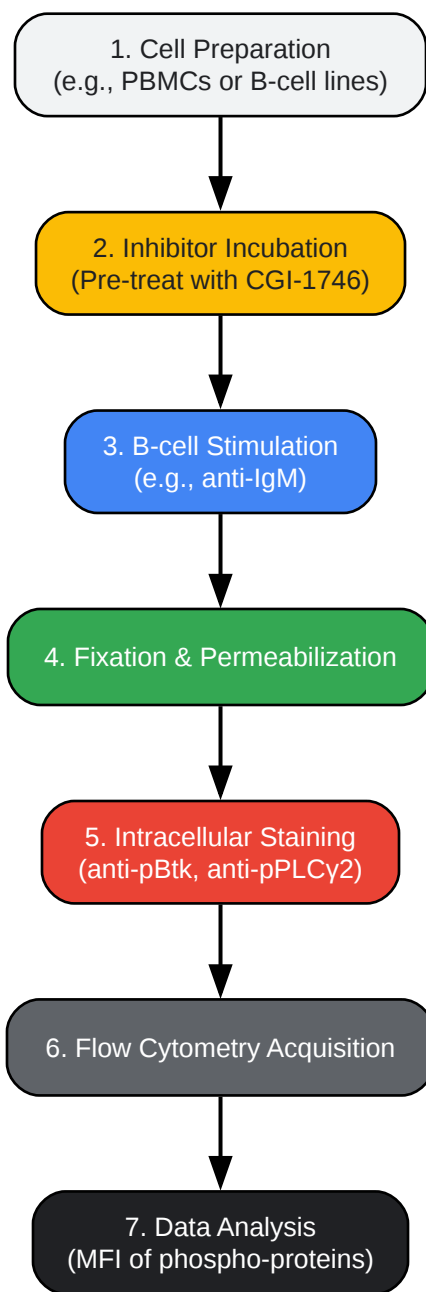 1. Cell Preparation
(e.g., PBMCs or B-cell lines)
2. Inhibitor Incubation
(Pre-treat with CGI-1746)
3. B-cell Stimulation
(e.g., anti-IgM)
4. Fixation & Permeabilization
5. Intracellular Staining
(anti-pBtk, anti-pPLCγ2)
6. Flow Cytometry Acquisition
7. Data Analysis
(MFI of phospho-proteins)